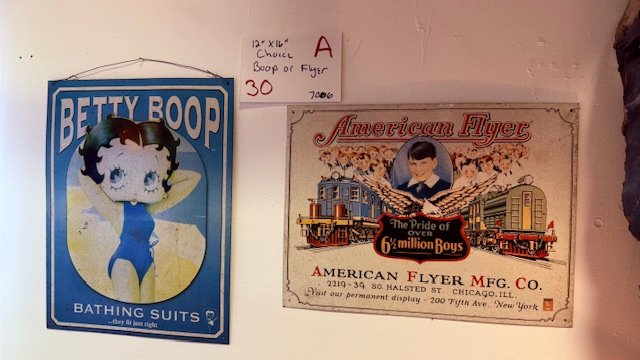 12" x 16"
Choice
Boop or Flyer
A
30
7006
BETTY BOOP
BATHING SUITS
...they fit just right
American Flyer
The Pride of
OVER
6½ million Boys
AMERICAN FLYER MFG. CO.
2219-39 SO. HALSTED ST. CHICAGO, ILL.
Visit our permanent display - 200 Fifth Ave., New York